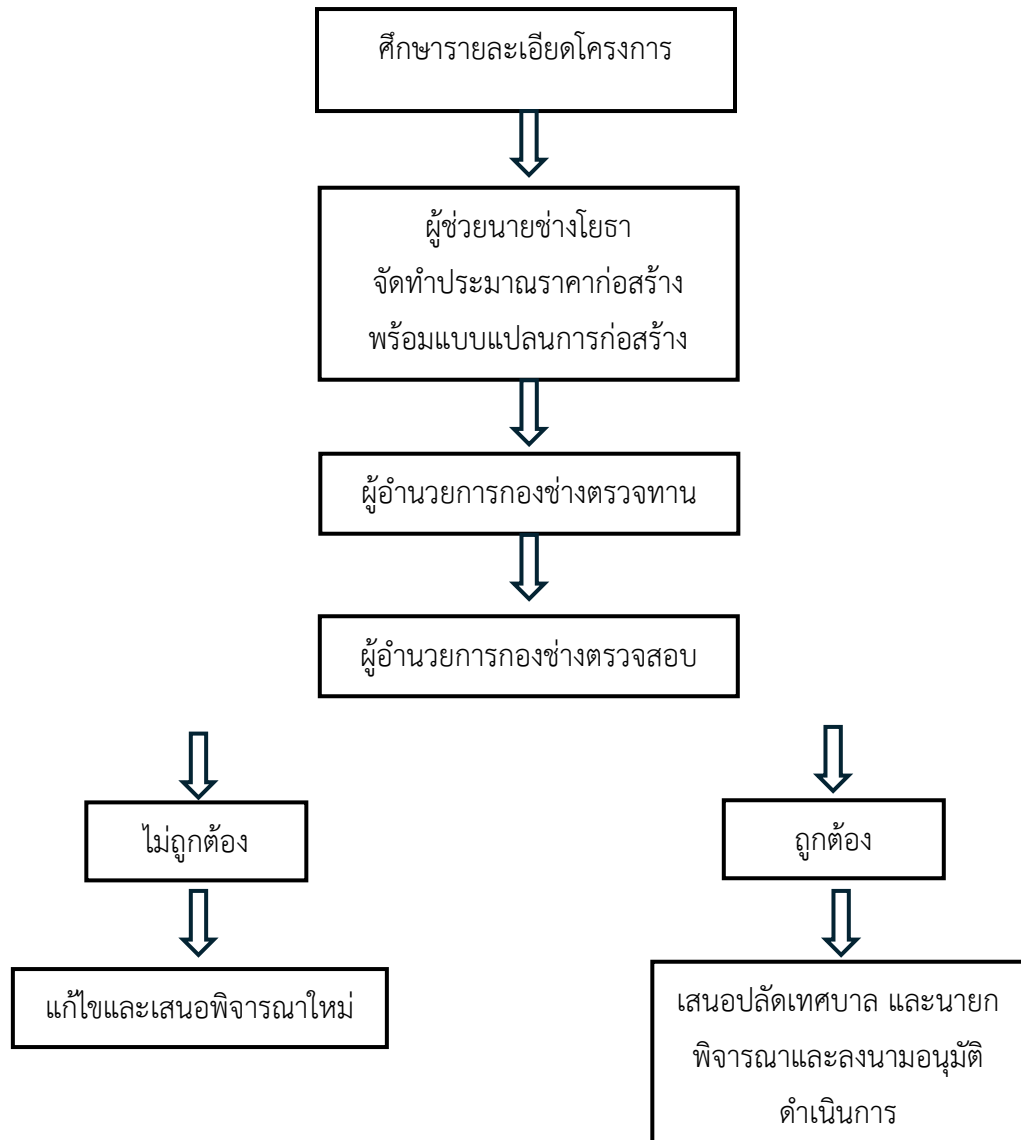 ศึกษารายละเอียดโครงการ
ผู้ช่วยนายช่างโยธา
จัดทำประมาณราคาก่อสร้าง
พร้อมแบบแปลนการก่อสร้าง
ผู้อำนวยการกองช่างตรวจทาน
ผู้อำนวยการกองช่างตรวจสอบ
ไม่ถูกต้อง
ถูกต้อง
แก้ไขและเสนอพิจารณาใหม่
เสนอปลัดเทศบาล และนายก
พิจารณาและลงนามอนุมัติ
ดำเนินการ